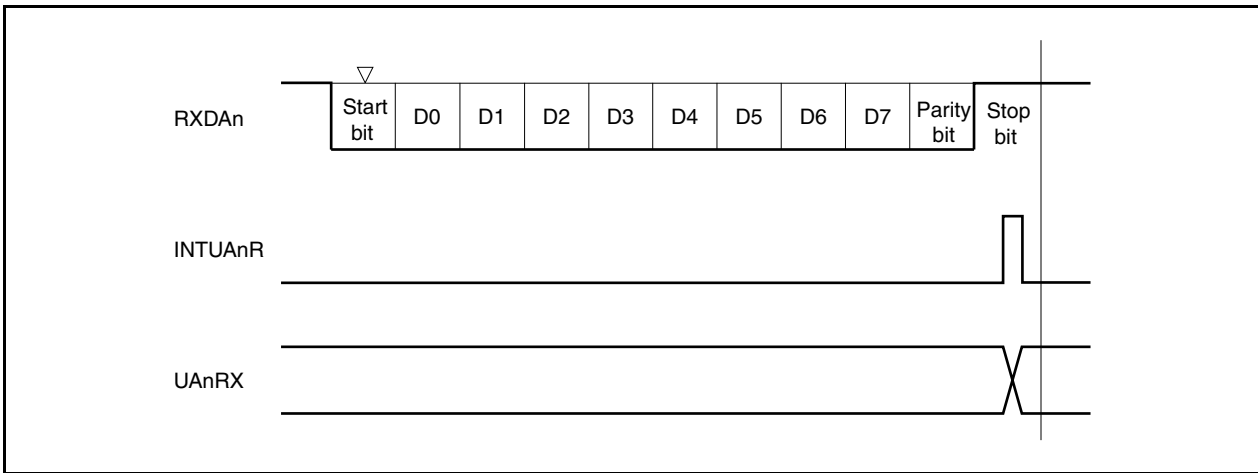 RXDAn
Start bit
D0
D1
D2
D3
D4
D5
D6
D7
Parity bit
Stop bit
INTUAnR
UAnRX